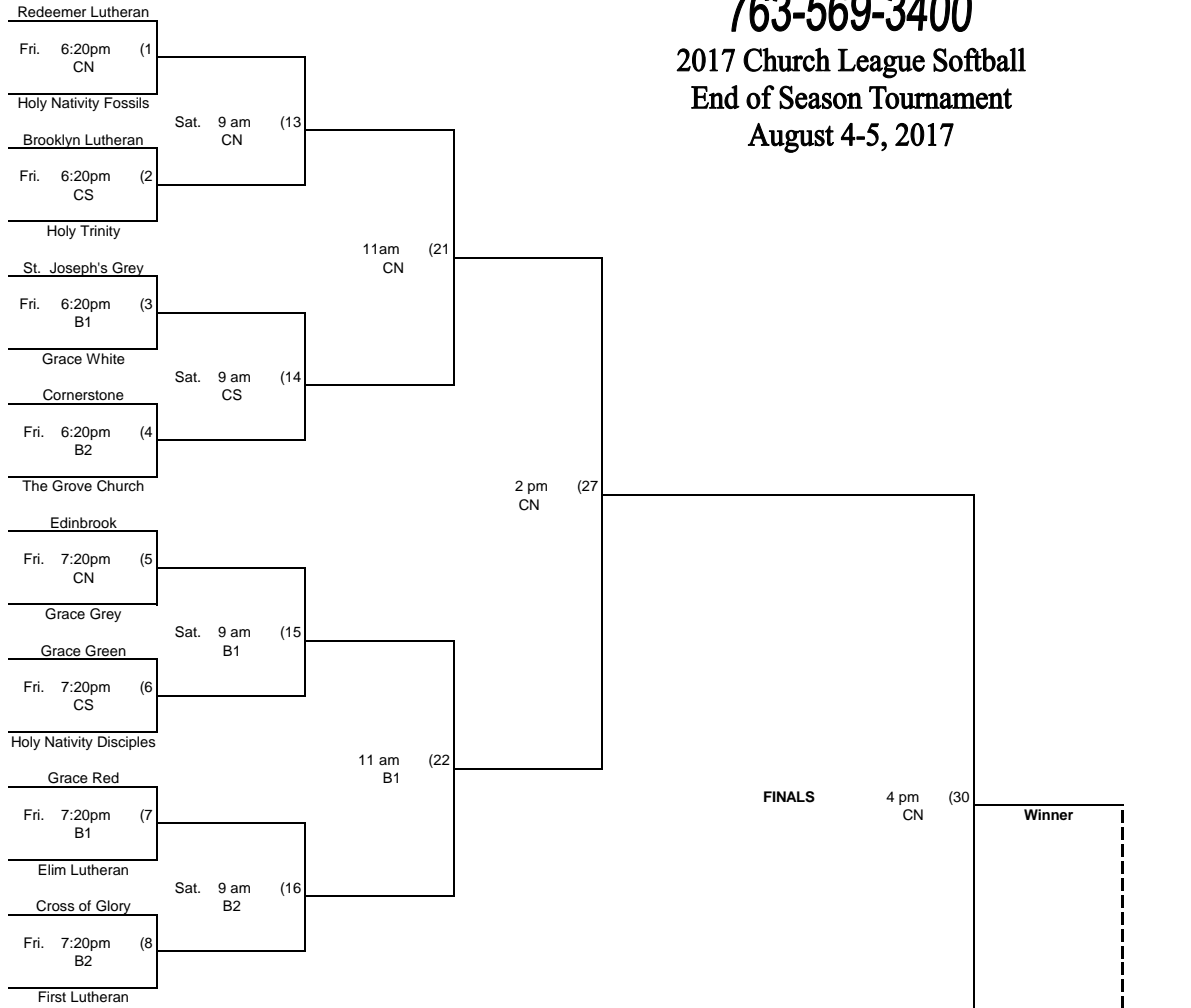 763-569-3400
2017 Church League Softball
End of Season Tournament
August 4-5, 2017
Redeemer Lutheran
Fri. 6:20pm (1
CN
Holy Nativity Fossils
Sat. 9 am (13
CN
Brooklyn Lutheran
Fri. 6:20pm (2
CS
Holy Trinity
11am (21
CN
St. Joseph's Grey
Fri. 6:20pm (3
B1
Grace White
Sat. 9 am (14
CS
Cornerstone
Fri. 6:20pm (4
B2
The Grove Church
2 pm (27
CN
Edinbrook
Fri. 7:20pm (5
CN
Grace Grey
Sat. 9 am (15
B1
Grace Green
Fri. 7:20pm (6
CS
Holy Nativity Disciples
11 am (22
B1
Grace Red
Fri. 7:20pm (7
B1
Elim Lutheran
FINALS 4 pm (30
CN
Winner
Sat. 9 am (16
B2
Cross of Glory
Fri. 7:20pm (8
B2
First Lutheran